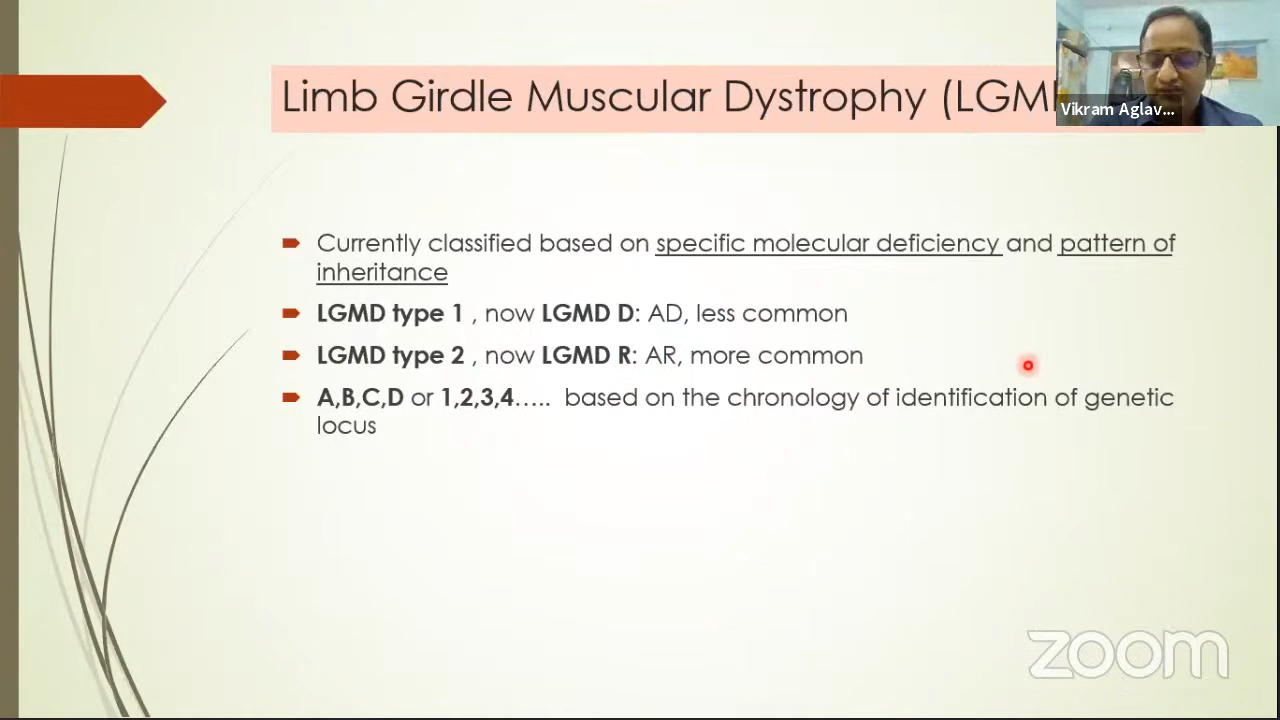 Limb Girdle Muscular Dystrophy (LGM
Vikram Aglav...
Currently classified based on specific molecular deficiency and pattern of
inheritance
LGMD type 1 , now LGMD D: AD, less common
LGMD type 2 , now LGMD R: AR, more common
A,B,C,D or 1,2,3,4….. based on the chronology of identification of genetic
locus
zoom